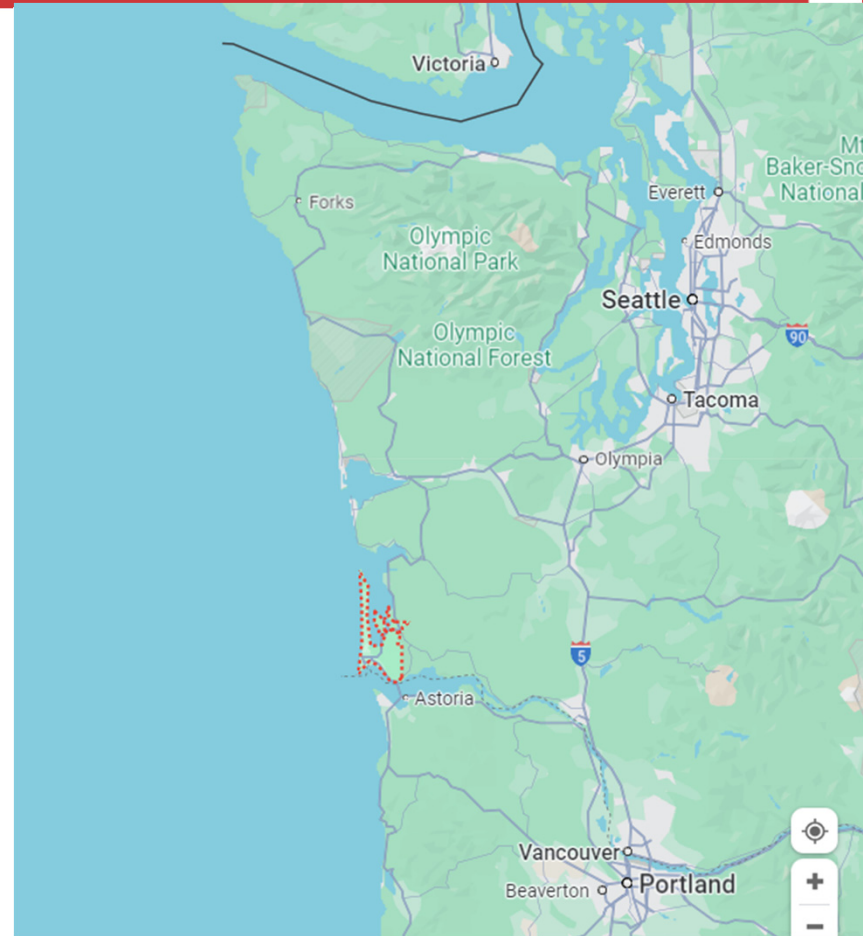 Victoria
Mt
Baker-Sno
National
Everett
Forks
Edmonds
Olympic
National Park
Seattle
90
Olympic
National Forest
Tacoma
Olympia
5
Astoria
Vancouver
Portland
Beaverton
+
−